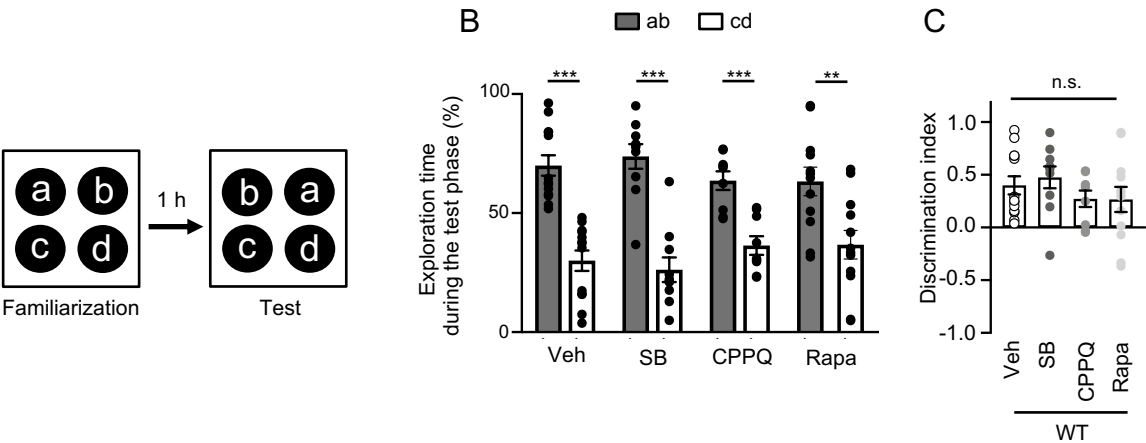 a b
c d
Familiarization
1 h
b a
c d
Test
B
ab cd
*** *** *** **
Exploration time
during the test phase (%)
100
50
0
Veh SB CPPQ Rapa
C
n.s.
Discrimination index
1.0
0.5
0.0
-0.5
-1.0
Veh
SB
CPPQ
Rapa
WT